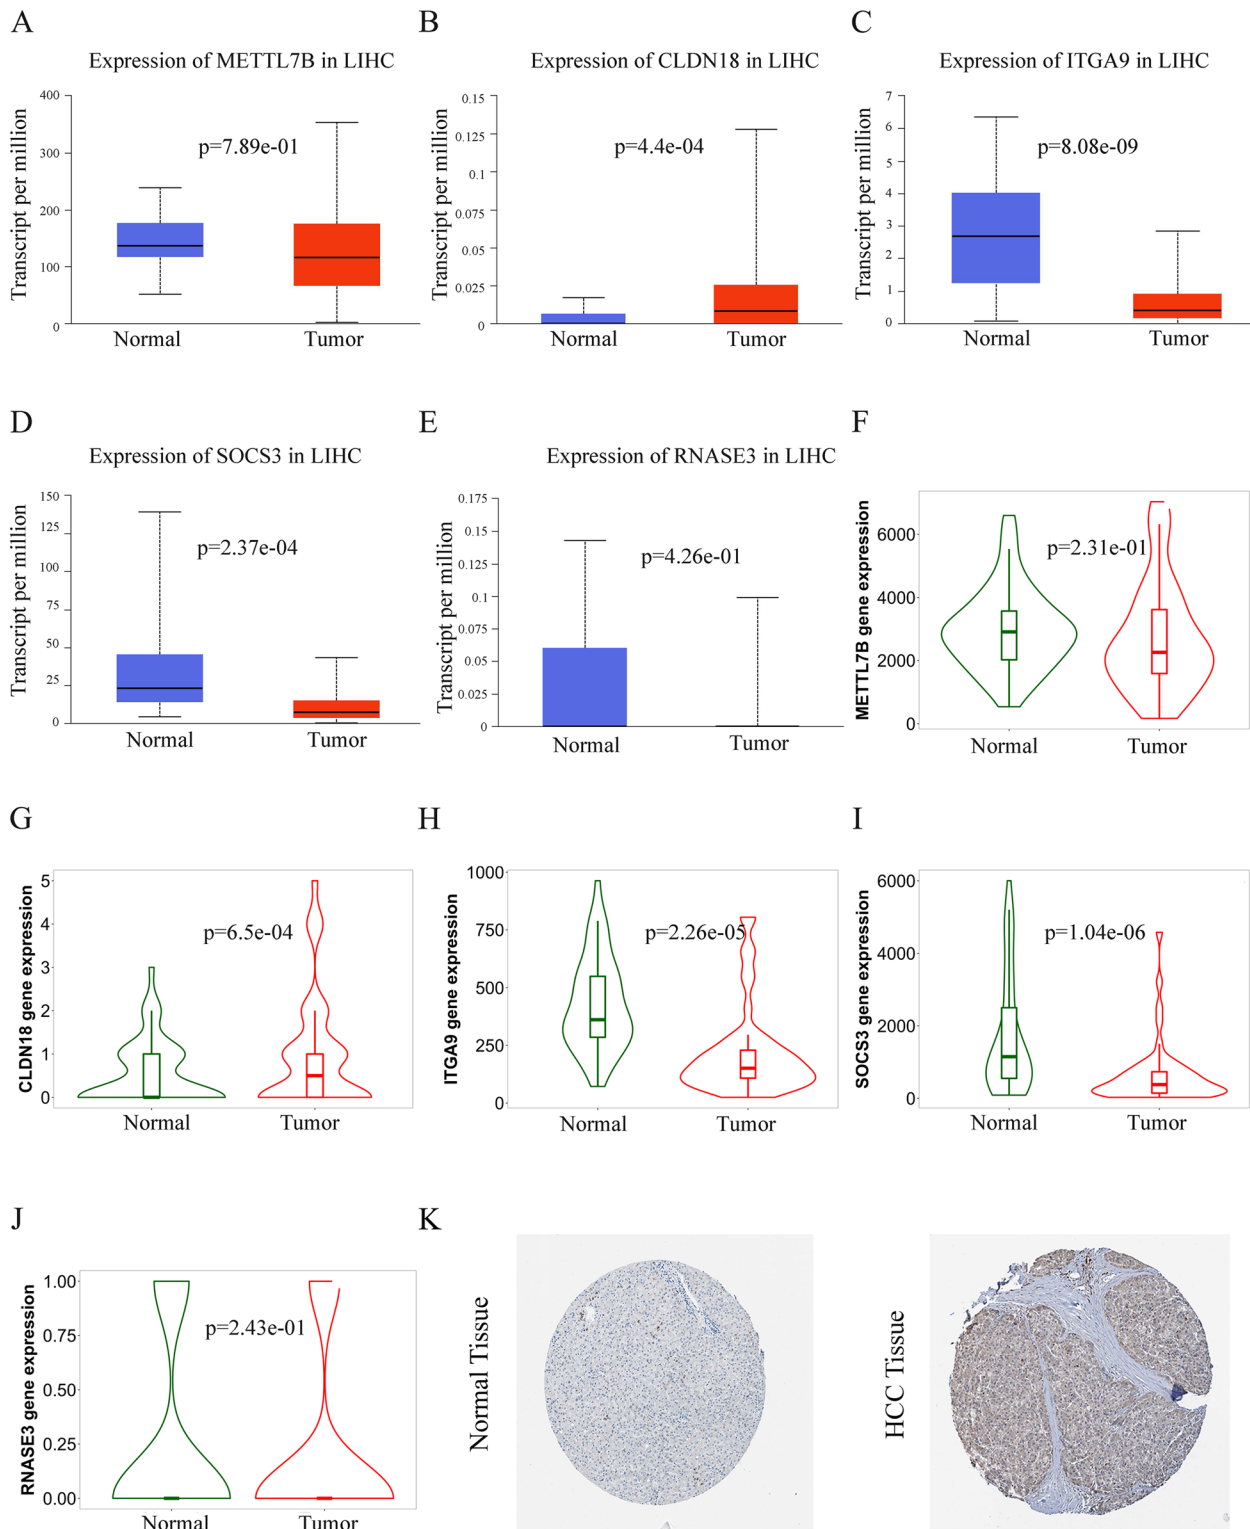 A
Expression of METTL7B in LIHC
Transcript per million
400
300
200
100
0
p=7.89e-01
Normal
Tumor
B
Expression of CLDN18 in LIHC
Transcript per million
0.15
0.125
0.1
0.075
0.05
0.025
0
p=4.4e-04
Normal
Tumor
C
Expression of ITGA9 in LIHC
Transcript per million
7
6
5
4
3
2
1
0
p=8.08e-09
Normal
Tumor
D
Expression of SOCS3 in LIHC
Transcript per million
150
125
100
75
50
25
0
p=2.37e-04
Normal
Tumor
E
Expression of RNASE3 in LIHC
Transcript per million
0.175
0.15
0.125
0.1
0.075
0.05
0.025
0
p=4.26e-01
Normal
Tumor
F
METTL7B gene expression
6000
4000
2000
0
p=2.31e-01
Normal
Tumor
G
CLDN18 gene expression
5
4
3
2
1
0
p=6.5e-04
Normal
Tumor
H
ITGA9 gene expression
1000
750
500
250
0
p=2.26e-05
Normal
Tumor
I
SOCS3 gene expression
6000
4000
2000
0
p=1.04e-06
Normal
Tumor
J
RNASE3 gene expression
1.00
0.75
0.50
0.25
0.00
p=2.43e-01
Normal
Tumor
K
Normal Tissue
HCC Tissue